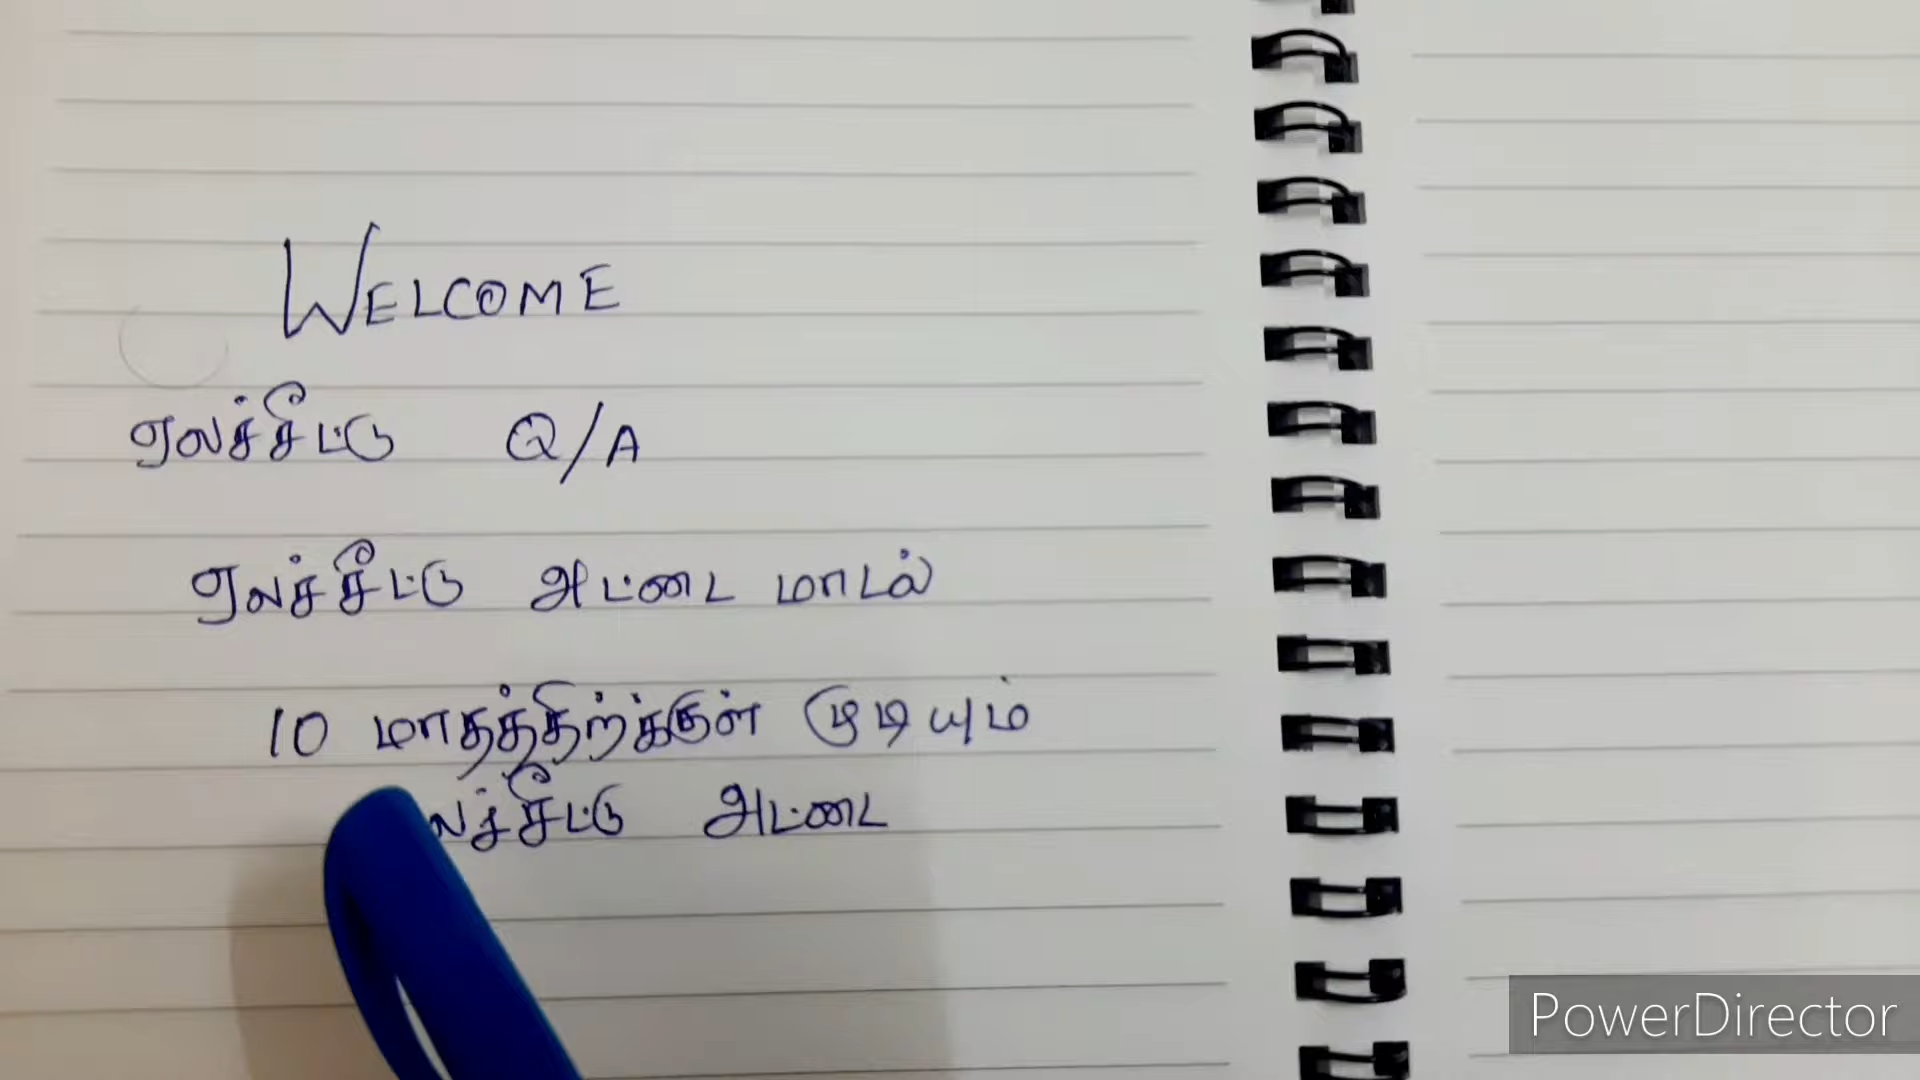 WELCOME
ஏலச்சீட்டு Q/A
ஏலச்சீட்டு அட்டை மாடல்
10 மாதத்திற்க்குள் முடியும்
அட்டை
PowerDirector